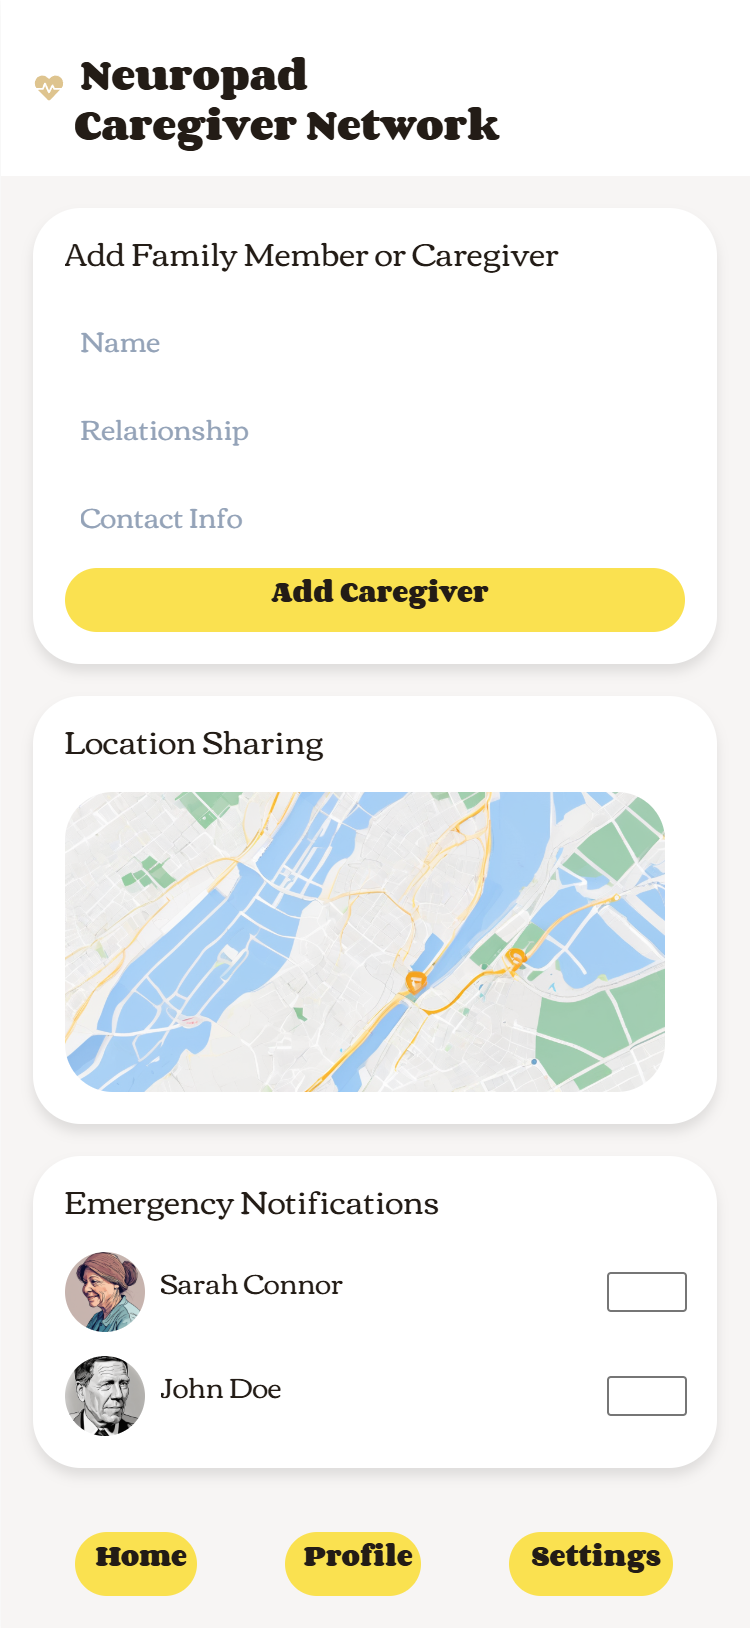 Neuropad
Caregiver Network
Add Family Member or Caregiver
Name
Relationship
Contact Info
Add Caregiver
Location Sharing
Emergency Notifications
Sarah Connor
John Doe
Home
Profile
Settings